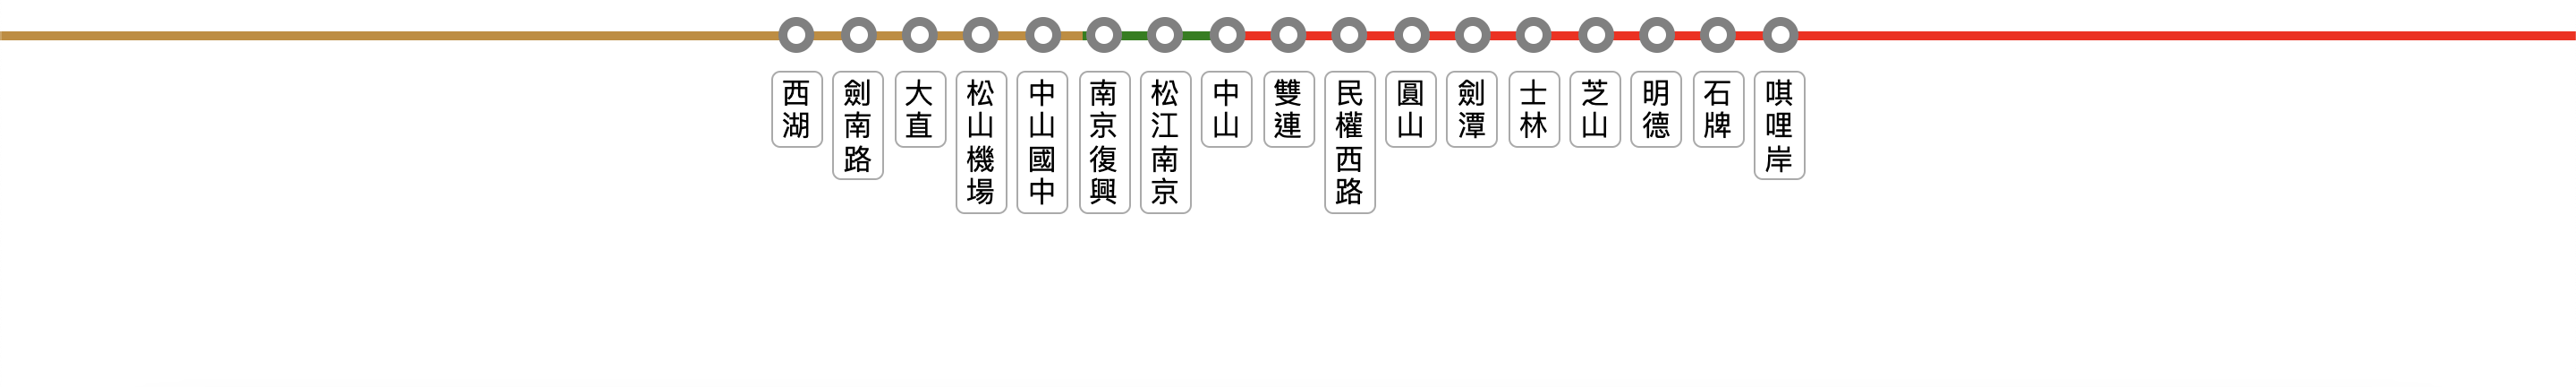 西湖
劍南路
大直
松山機場
中山國中
南京復興
松江南京
中山
雙連
民權西路
圓山
劍潭
士林
芝山
明德
石牌
唭哩岸